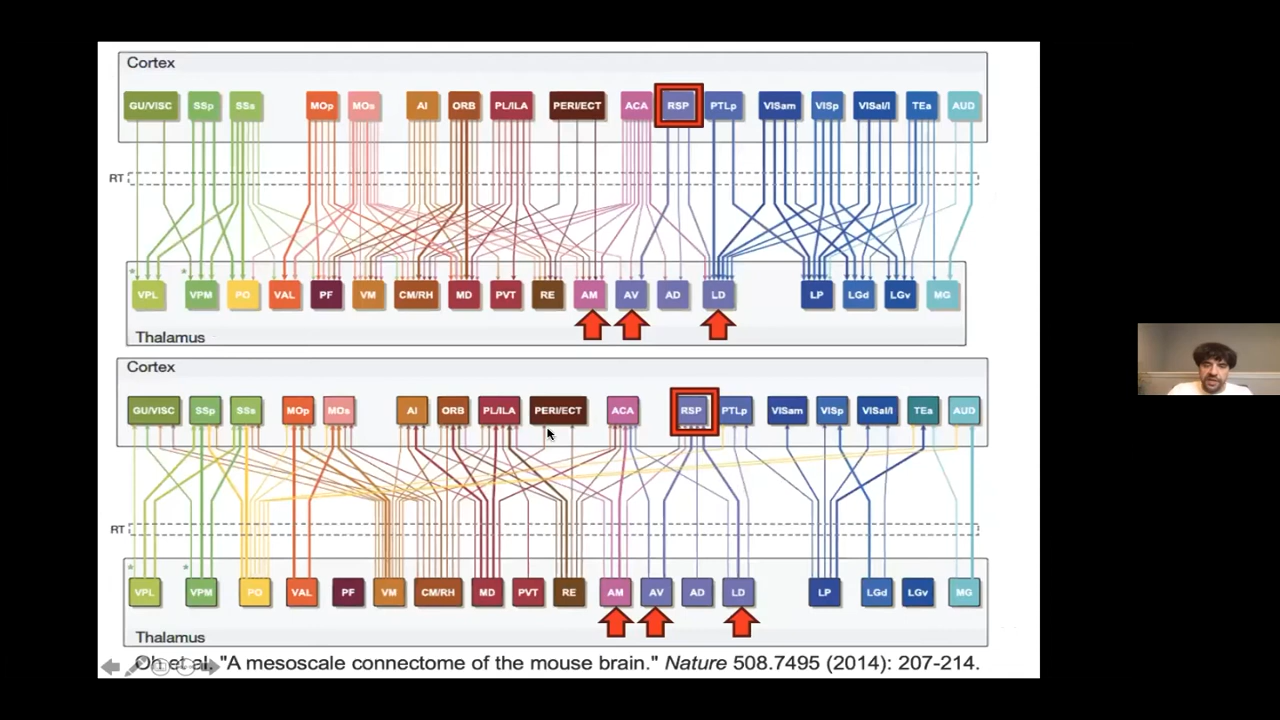 Cortex
GU/VISC SSp SSs MOp MOs AI ORB PL/ILA PERI/ECT ACA RSP PTLp VISam VISp VISal/l TEa AUD
RT
* *
VPL VPM PO VAL PF VM CM/RH MD PVT RE AM AV AD LD LP LGd LGv MG
Thalamus
Cortex
GU/VISC SSp SSs MOp MOs AI ORB PL/ILA PERI/ECT ACA RSP PTLp VISam VISp VISal/l TEa AUD
RT
* *
VPL VPM PO VAL PF VM CM/RH MD PVT RE AM AV AD LD LP LGd LGv MG
Thalamus
Oh et al. "A mesoscale connectome of the mouse brain." Nature 508.7495 (2014): 207-214.